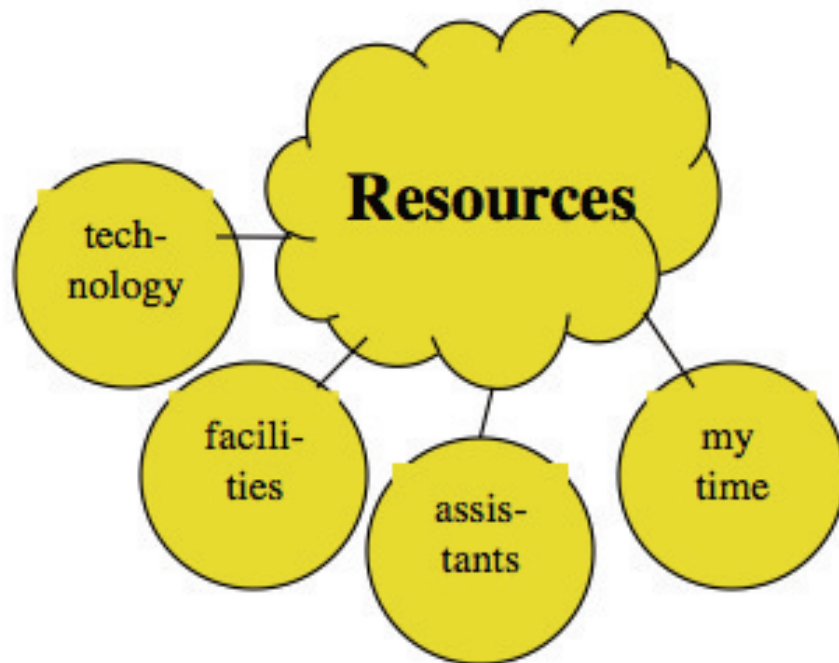 Resources
tech-
nology
facili-
ties
assis-
tants
my
time